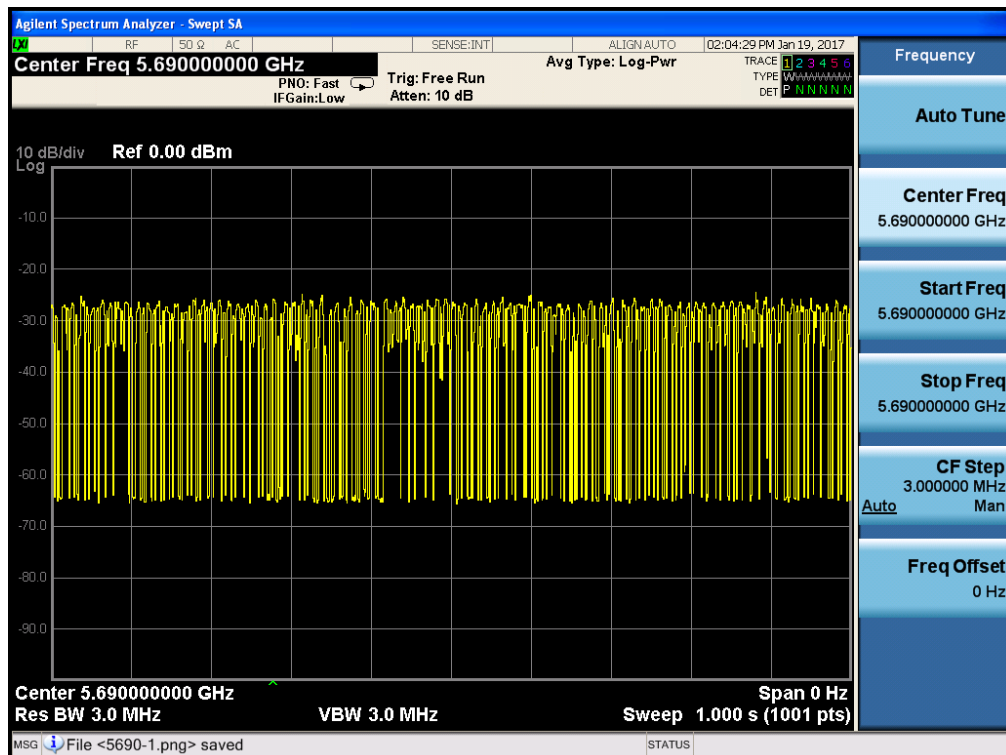 Agilent Spectrum Analyzer - Swept SA
LXI RF 50 Ω AC SENSE:INT ALIGN AUTO 02:04:29 PM Jan 19, 2017
Center Freq 5.690000000 GHz
PNO: Fast
IFGain:Low
Trig: Free Run
Atten: 10 dB
Avg Type: Log-Pwr
TRACE 1 2 3 4 5 6
TYPE W
DET P N N N N N
10 dB/div Ref 0.00 dBm
Log
-10.0
-20.0
-30.0
-40.0
-50.0
-60.0
-70.0
-80.0
-90.0
Center 5.690000000 GHz Span 0 Hz
Res BW 3.0 MHz VBW 3.0 MHz Sweep 1.000 s (1001 pts)
MSG File <5690-1.png> saved STATUS
Frequency
Auto Tune
Center Freq
5.690000000 GHz
Start Freq
5.690000000 GHz
Stop Freq
5.690000000 GHz
CF Step
3.000000 MHz
Auto Man
Freq Offset
0 Hz